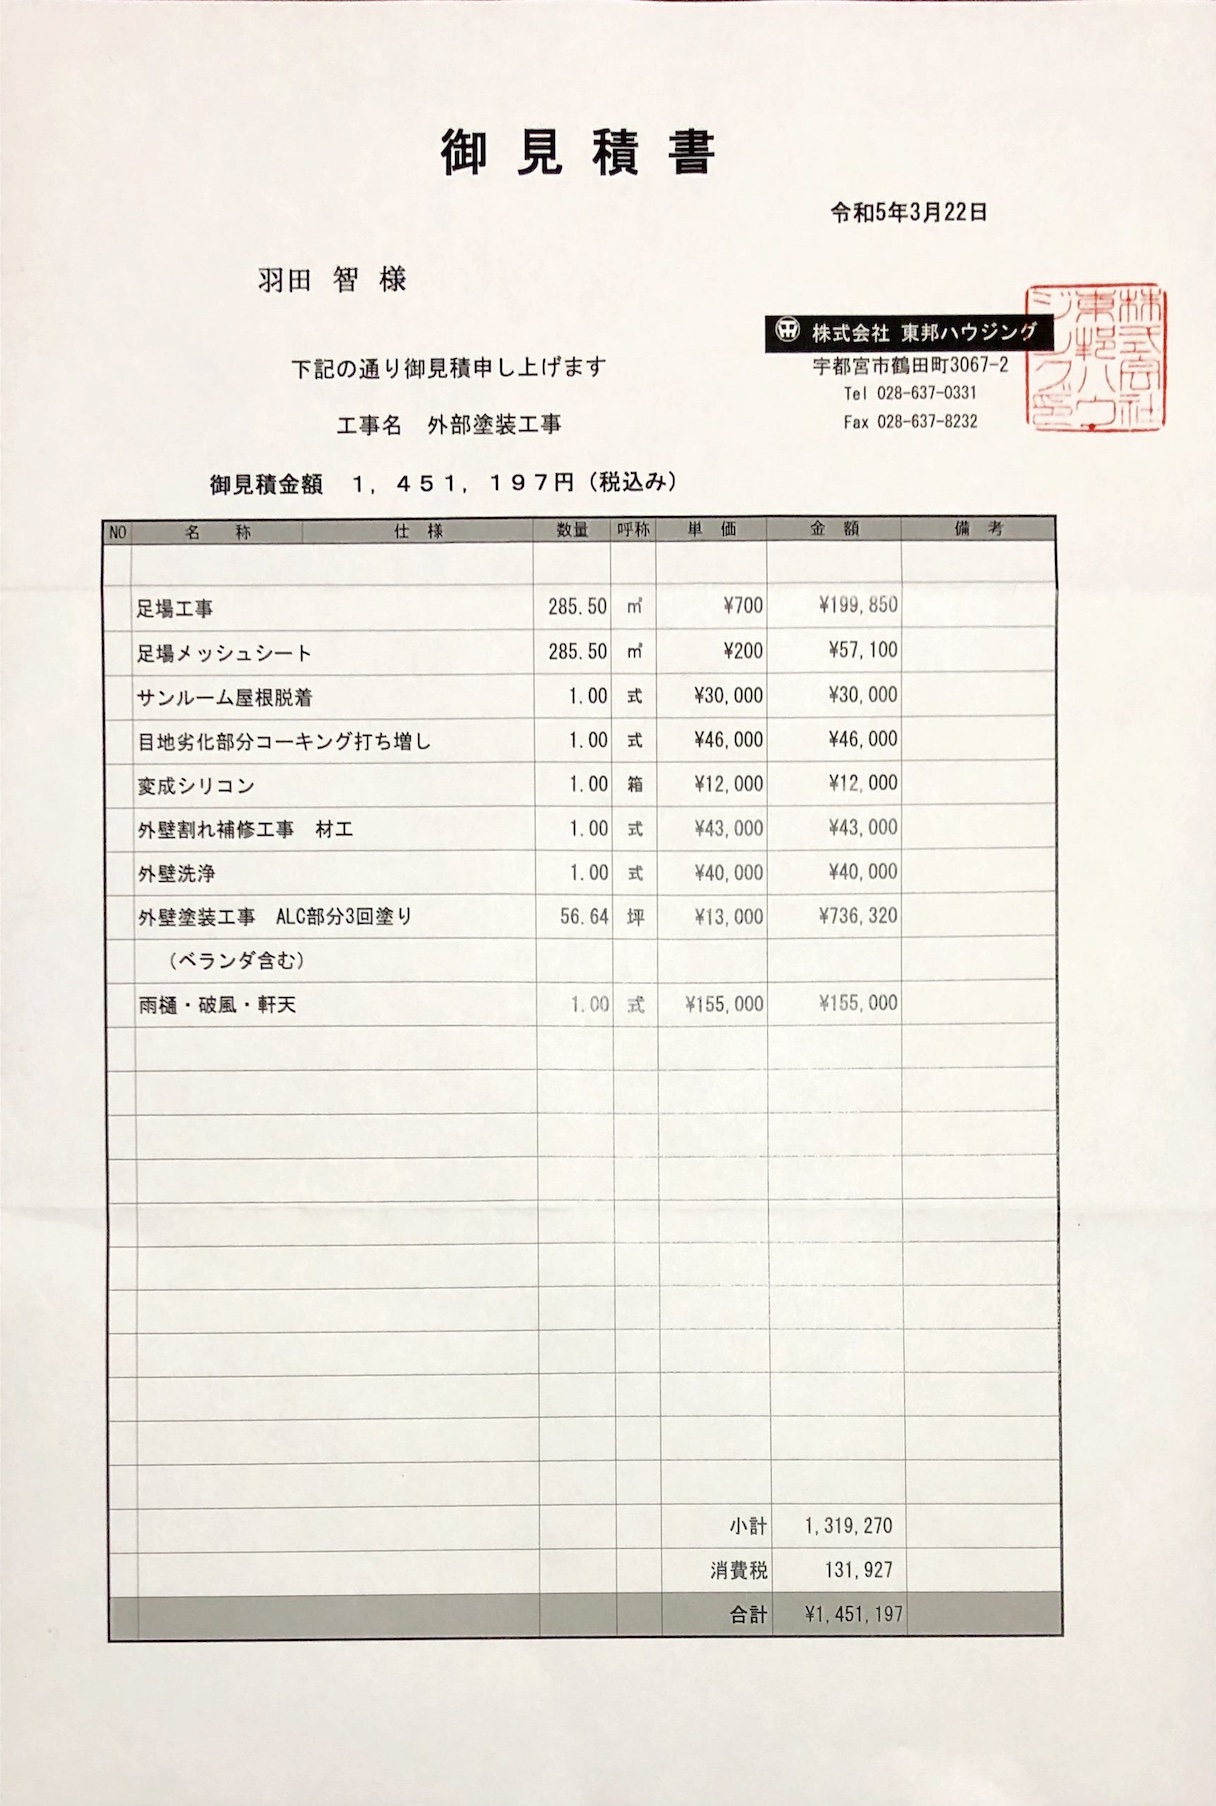 御見積書
令和5年3月22日
羽田 智 様
株式会社 東邦ハウジング
宇都宮市鶴田町3067-2
Tel 028-637-0331
Fax 028-637-8232
株式会社東邦ハウジング印
下記の通り御見積申し上げます
工事名 外部塗装工事
御見積金額 1,451,197円（税込み）
NO 名称 仕様 数量 呼称 単価 金額 備考
足場工事 285.50 ㎡ ¥700 ¥199,850
足場メッシュシート 285.50 ㎡ ¥200 ¥57,100
サンルーム屋根脱着 1.00 式 ¥30,000 ¥30,000
目地劣化部分コーキング打ち増し 1.00 式 ¥46,000 ¥46,000
変成シリコン 1.00 箱 ¥12,000 ¥12,000
外壁割れ補修工事 材工 1.00 式 ¥43,000 ¥43,000
外壁洗浄 1.00 式 ¥40,000 ¥40,000
外壁塗装工事 ALC部分3回塗り 56.64 坪 ¥13,000 ¥736,320
（ベランダ含む）
雨樋・破風・軒天 1.00 式 ¥155,000 ¥155,000
小計 1,319,270
消費税 131,927
合計 ¥1,451,197